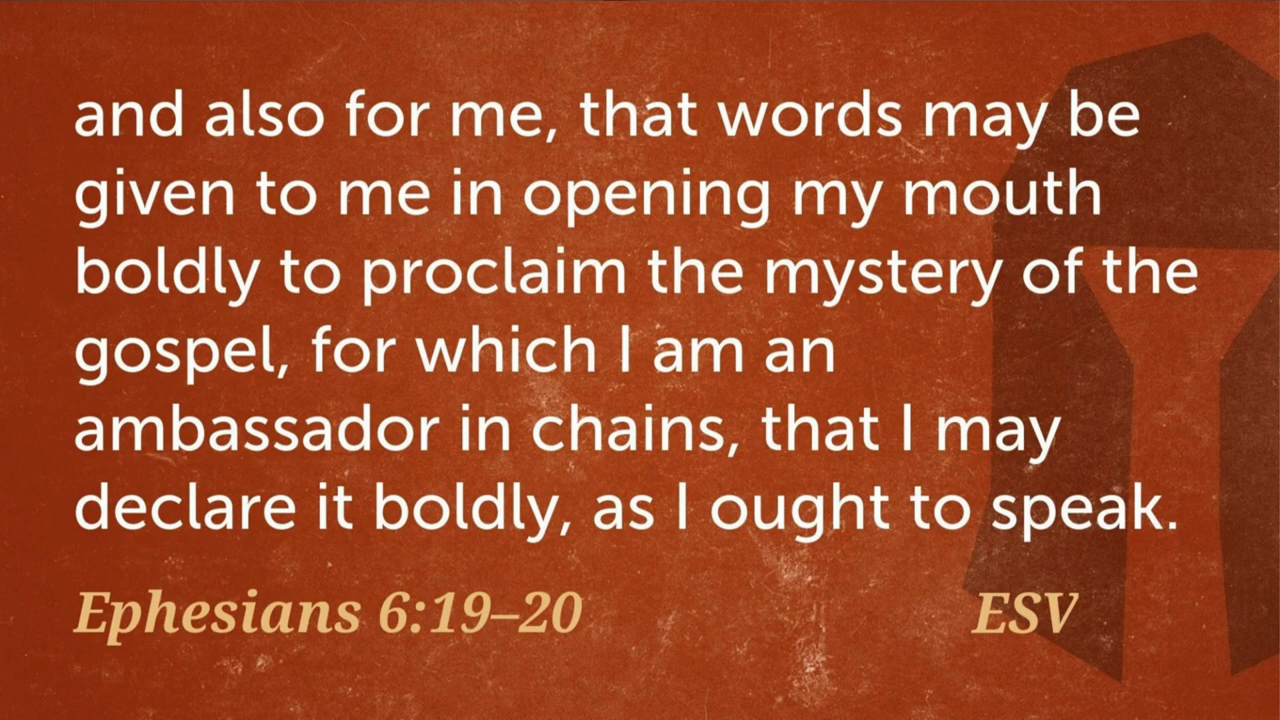 and also for me, that words may be
given to me in opening my mouth
boldly to proclaim the mystery of the
gospel, for which I am an
ambassador in chains, that I may
declare it boldly, as I ought to speak.
Ephesians 6:19–20 ESV